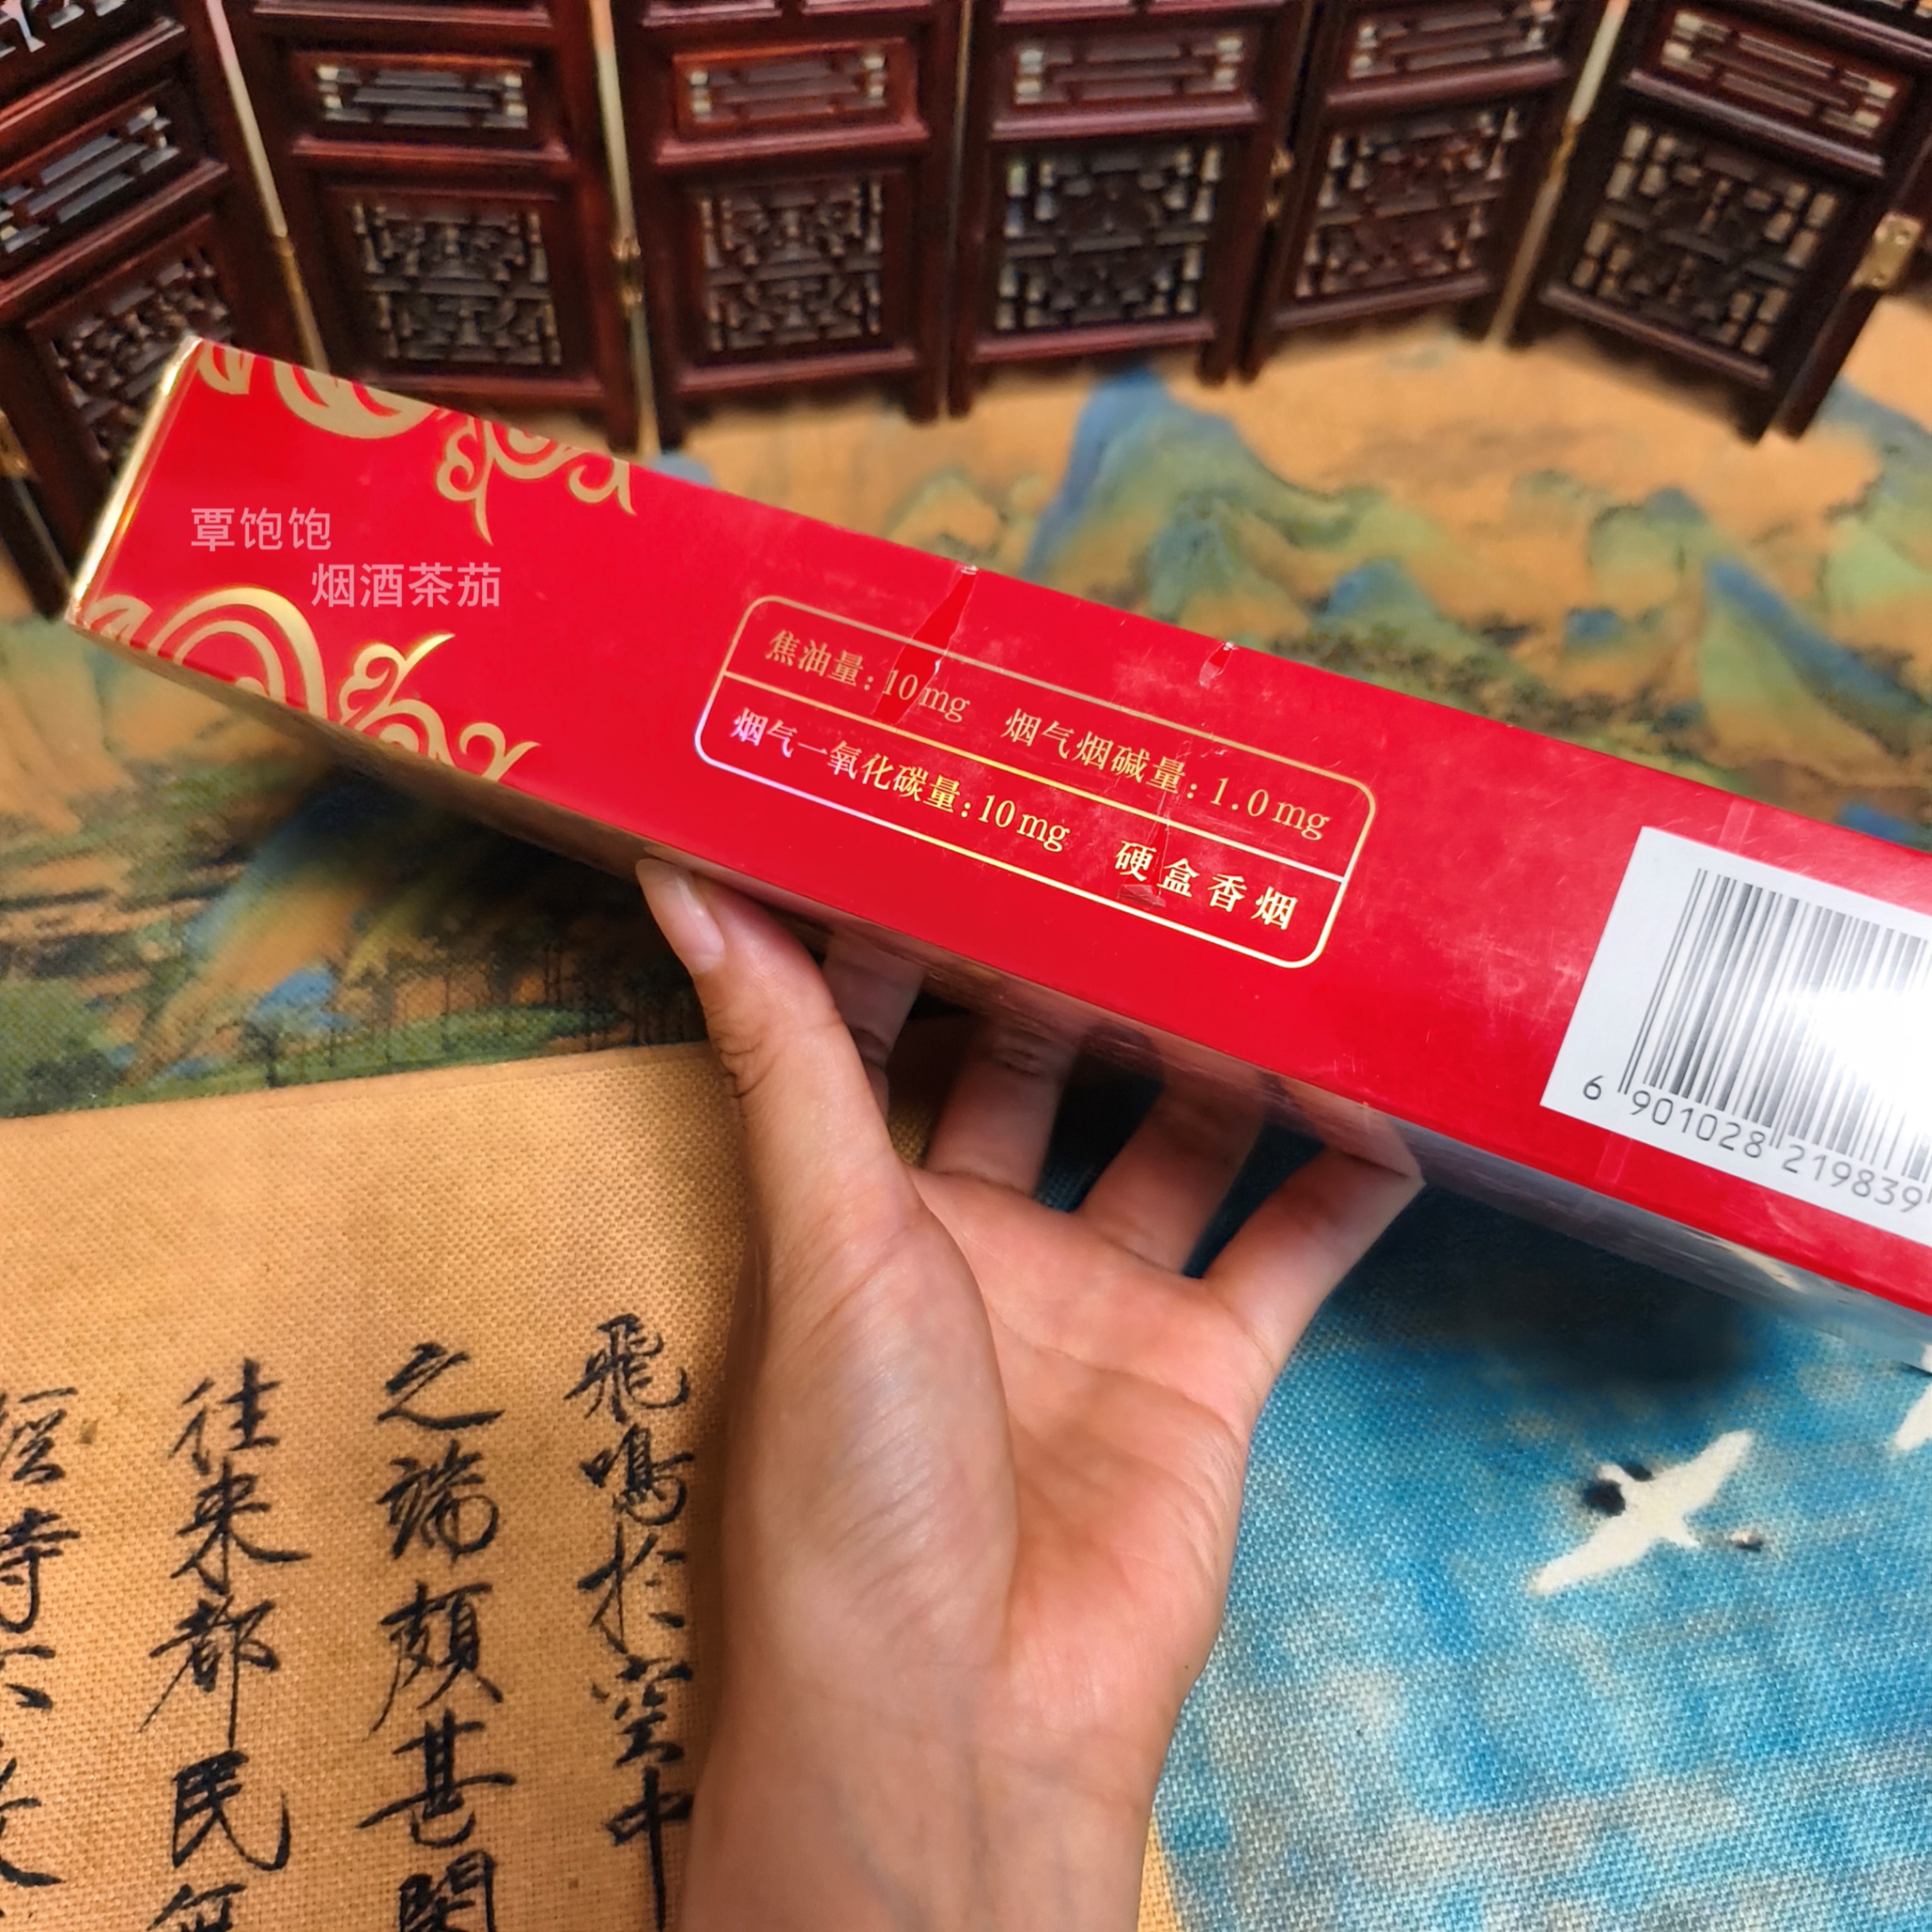 覃饱饱
烟酒茶茄
焦油量:10mg 烟气烟碱量:1.0mg
烟气一氧化碳量:10mg 硬盒香烟
6 901028 219839
飛鳴於空中
之端頗甚閑
往来都民無